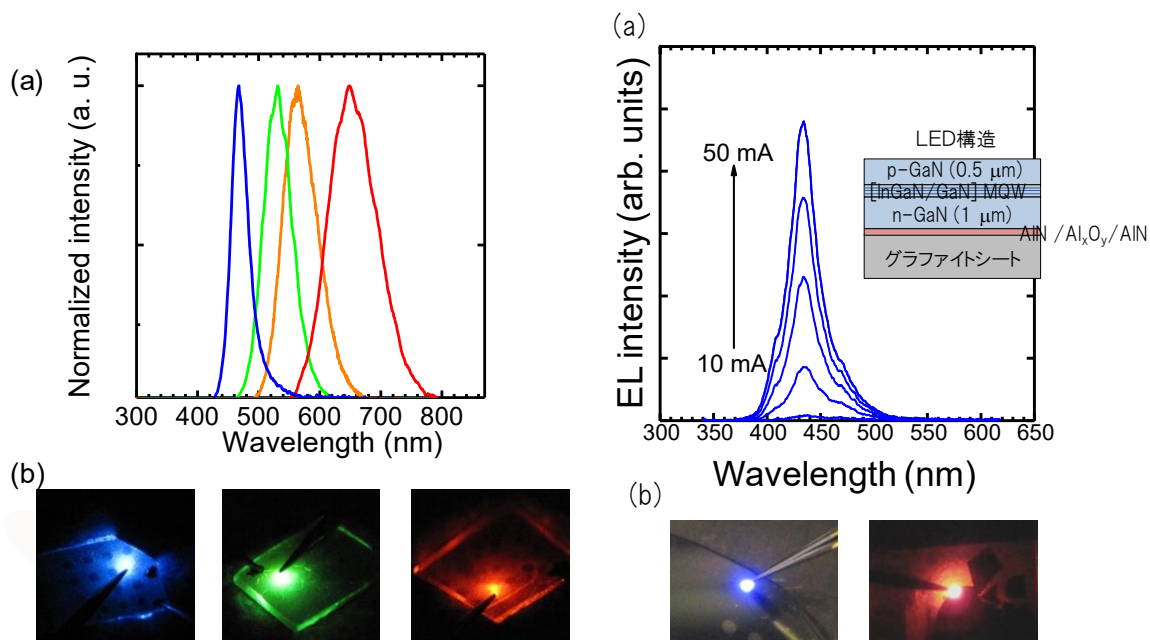 (a)
Normalized intensity (a. u.)
300 400 500 600 700 800
Wavelength (nm)
(b)
(a)
EL intensity (arb. units)
50 mA
10 mA
LED構造
p-GaN (0.5 μm)
[InGaN/GaN] MQW
n-GaN (1 μm)
AlN /AlxOy/AlN
グラファイトシート
300 350 400 450 500 550 600 650
Wavelength (nm)
(b)